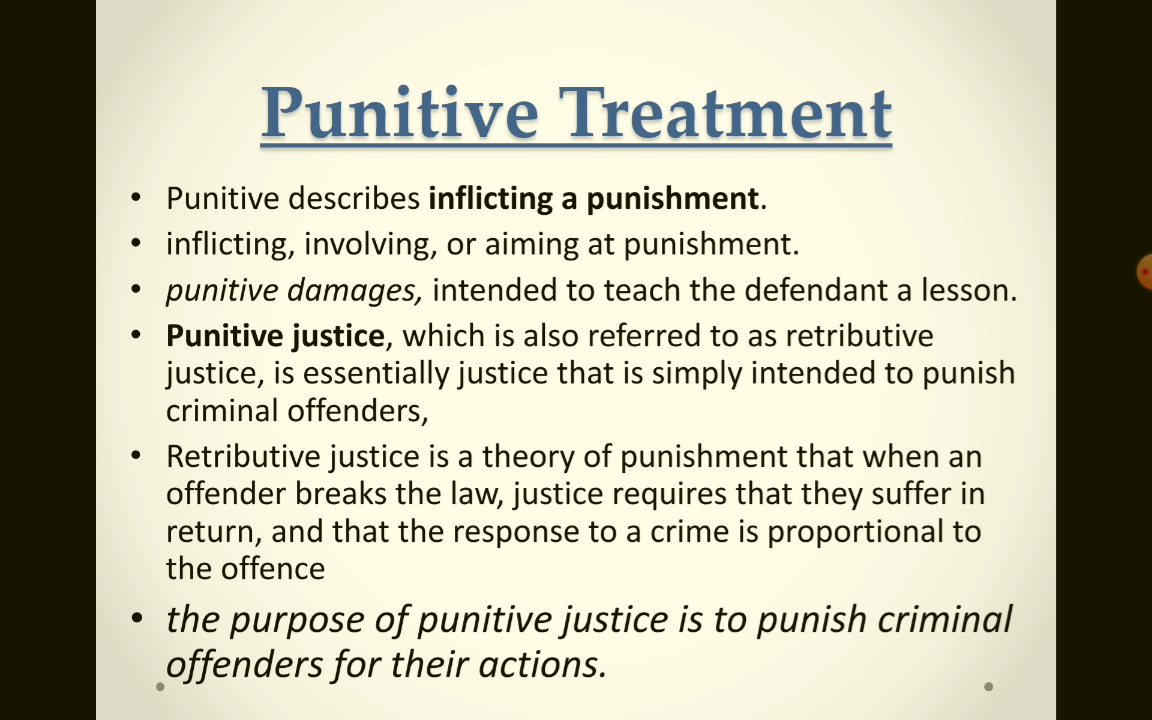 Punitive Treatment
• Punitive describes inflicting a punishment.
• inflicting, involving, or aiming at punishment.
• punitive damages, intended to teach the defendant a lesson.
• Punitive justice, which is also referred to as retributive
justice, is essentially justice that is simply intended to punish
criminal offenders,
• Retributive justice is a theory of punishment that when an
offender breaks the law, justice requires that they suffer in
return, and that the response to a crime is proportional to
the offence
• the purpose of punitive justice is to punish criminal
offenders for their actions.